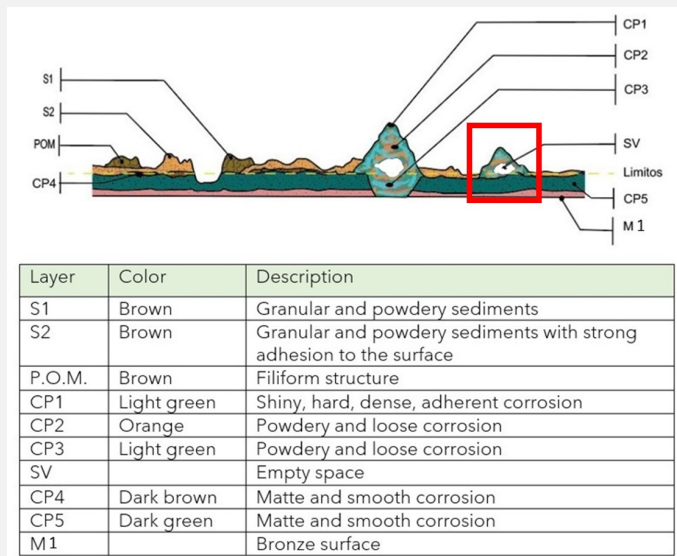 CP1
CP2
S1
CP3
S2
POM
SV
Limitos
CP4
CP5
M 1
Layer Color Description
S1 Brown Granular and powdery sediments
S2 Brown Granular and powdery sediments with strong
adhesion to the surface
P.O.M. Brown Filiform structure
CP1 Light green Shiny, hard, dense, adherent corrosion
CP2 Orange Powdery and loose corrosion
CP3 Light green Powdery and loose corrosion
SV Empty space
CP4 Dark brown Matte and smooth corrosion
CP5 Dark green Matte and smooth corrosion
M1 Bronze surface